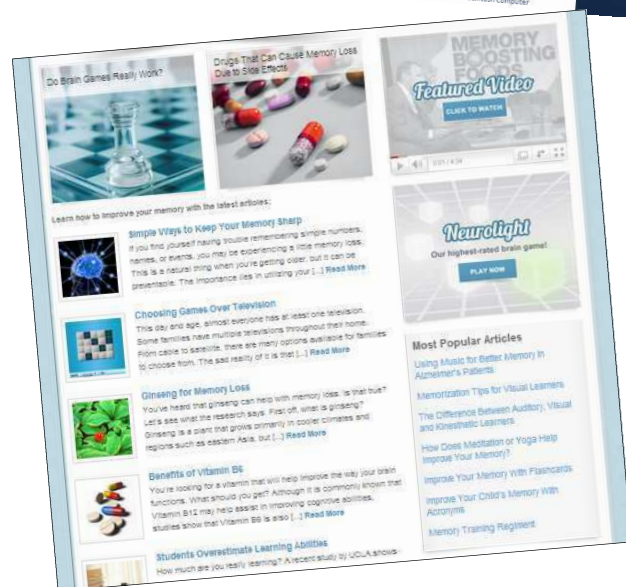 computer
Do Brain Games Really Work?
Drugs That Can Cause Memory Loss
Due to Side Effects
MEMORY
BOOSTING
FOODS
Featured Video
CLICK TO WATCH
0:01 / 4:34
Learn how to improve your memory with the latest articles:
Simple Ways to Keep Your Memory Sharp
If you find yourself having trouble remembering simple numbers,
names, or events, you may be experiencing a little memory loss.
This is a natural thing when you're getting older, but it can be
preventable. The importance lies in utilizing your [...] Read More
Choosing Games Over Television
This day and age, almost everyone has at least one television.
Some families have multiple televisions throughout their home.
From cable to satellite, there are many options available for families
to choose from. The sad reality of it is that [...] Read More
Ginseng for Memory Loss
You've heard that ginseng can help with memory loss. Is that true?
Let's see what the research says. First off, what is ginseng?
Ginseng is a plant that grows primarily in cooler climates and
regions such as eastern Asia, but [...] Read More
Benefits of Vitamin B6
You're looking for a vitamin that will help improve the way your brain
functions. What should you get? Although it is commonly known that
Vitamin B12 may help assist in improving cognitive abilities,
studies show that Vitamin B6 is also [...] Read More
Students Overestimate Learning Abilities
How much are you really learning? A recent study by UCLA shows
Neurolight
Our highest-rated brain game!
PLAY NOW
Most Popular Articles
Using Music for Better Memory In
Alzheimer's Patients
Memorization Tips for Visual Learners
The Difference Between Auditory, Visual
and Kinesthetic Learners
How Does Meditation or Yoga Help
Improve Your Memory?
Improve Your Memory With Flashcards
Improve Your Child's Memory With
Acronyms
Memory Training Regiment